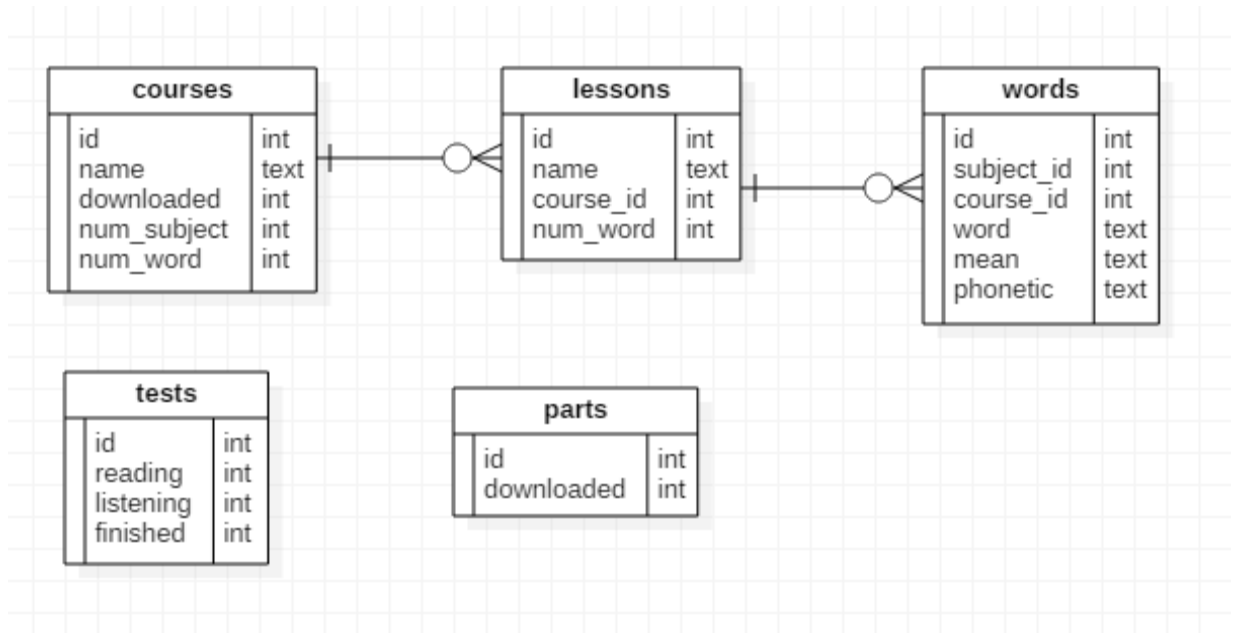 courses
id int
name text
downloaded int
num_subject int
num_word int
lessons
id int
name text
course_id int
num_word int
words
id int
subject_id int
course_id int
word text
mean text
phonetic text
tests
id int
reading int
listening int
finished int
parts
id int
downloaded int